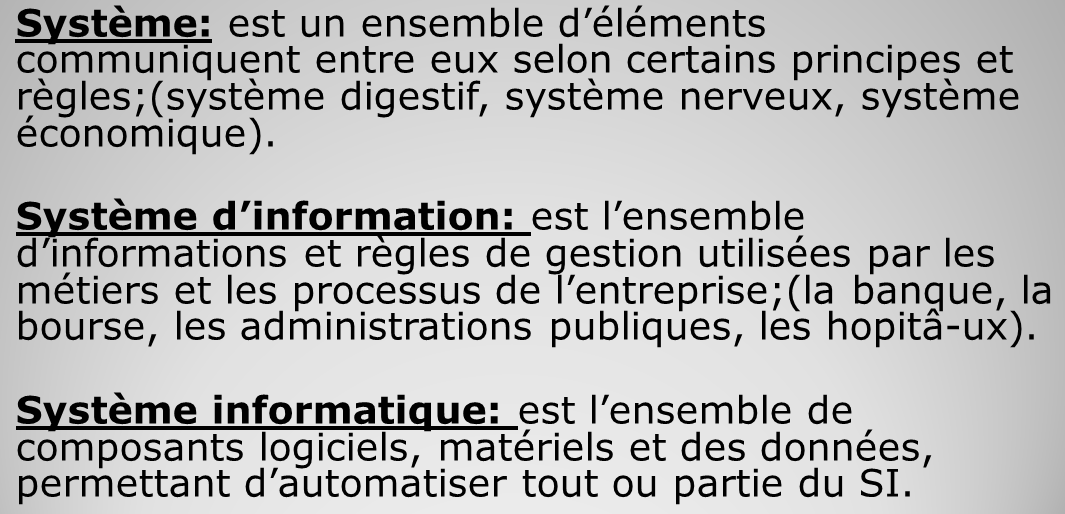 Système: est un ensemble d’éléments
communiquent entre eux selon certains principes et
règles;(système digestif, système nerveux, système
économique).
Système d’information: est l’ensemble
d’informations et règles de gestion utilisées par les
métiers et les processus de l’entreprise;(la banque, la
bourse, les administrations publiques, les hopitâ-ux).
Système informatique: est l’ensemble de
composants logiciels, matériels et des données,
permettant d’automatiser tout ou partie du SI.